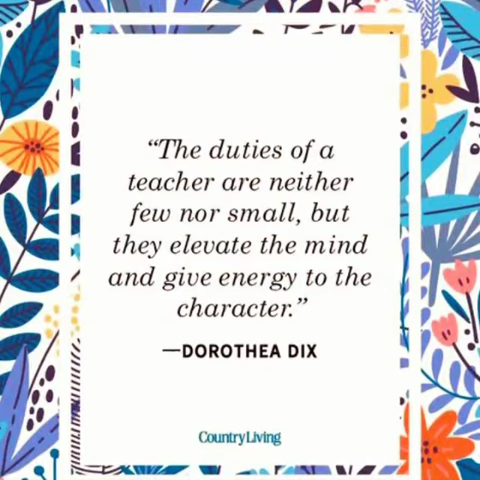 “The duties of a
teacher are neither
few nor small, but
they elevate the mind
and give energy to the
character.”
—DOROTHEA DIX
CountryLiving